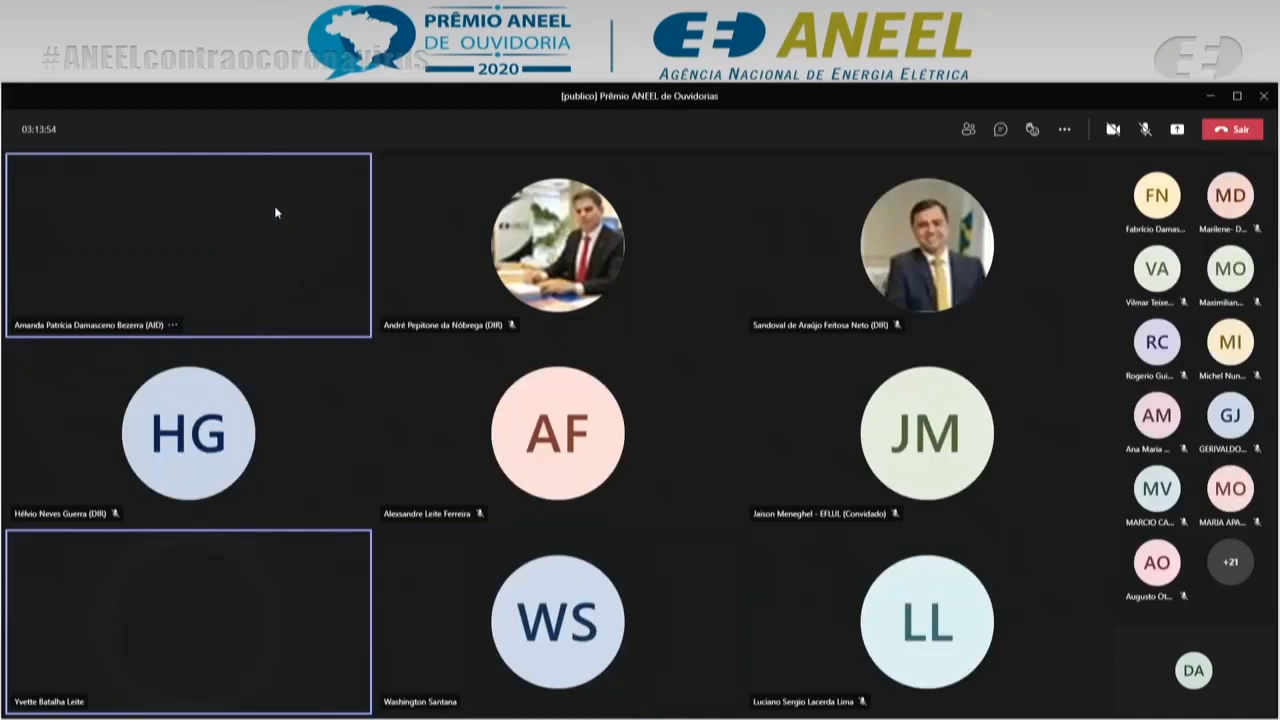 #ANEELcontraocoronavírus
PRÊMIO ANEEL
DE OUVIDORIA
2020
ANEEL
AGÊNCIA NACIONAL DE ENERGIA ELÉTRICA
[publico] Prêmio ANEEL de Ouvidorias
03:13:54
Sair
Amanda Patrícia Damasceno Bezerra (AID) ...
André Pepitone da Nóbrega (DIR)
Sandoval de Araújo Feitosa Neto (DIR)
HG
Hélvio Neves Guerra (DIR)
AF
Alexsandre Leite Ferreira
JM
Jaison Meneghel - EFLUL (Convidado)
Yvette Batalha Leite
WS
Washington Santana
LL
Luciano Sergio Lacerda Lima
FN
Fabrício Damas...
MD
Marilene- D...
VA
Vilmar Teixe...
MO
Maximilian...
RC
Rogerio Gui...
MI
Michel Nun...
AM
Ana Maria ...
GJ
GERIVALDO...
MV
MARCIO CA...
MO
MARIA APA...
AO
Augusto Ot...
+21
DA